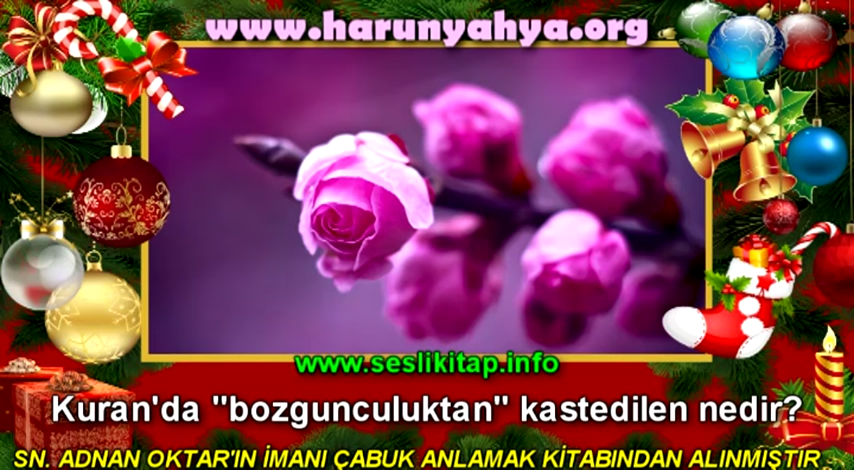 www.harunyahya.org
www.seslikitap.info
Kuran'da "bozgunculuktan" kastedilen nedir?
SN. ADNAN OKTAR'IN İMANI ÇABUK ANLAMAK KİTABINDAN ALINMIŞTIR